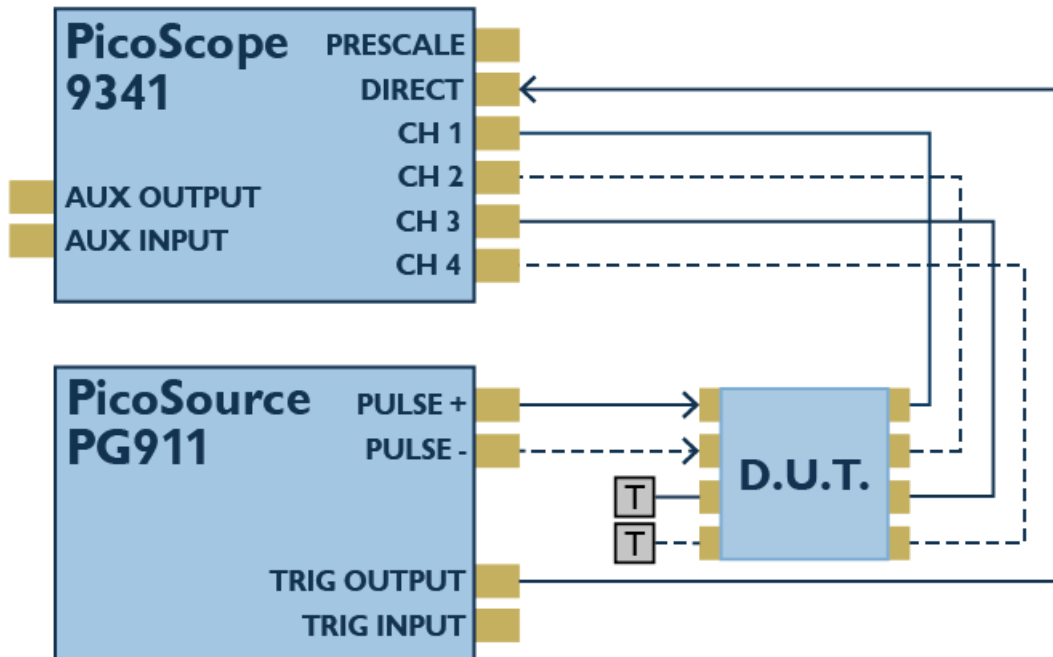 PicoScope
9341
PRESCALE
DIRECT
CH 1
CH 2
CH 3
CH 4
AUX OUTPUT
AUX INPUT
PicoSource
PG911
PULSE +
PULSE -
TRIG OUTPUT
TRIG INPUT
T
T
D.U.T.